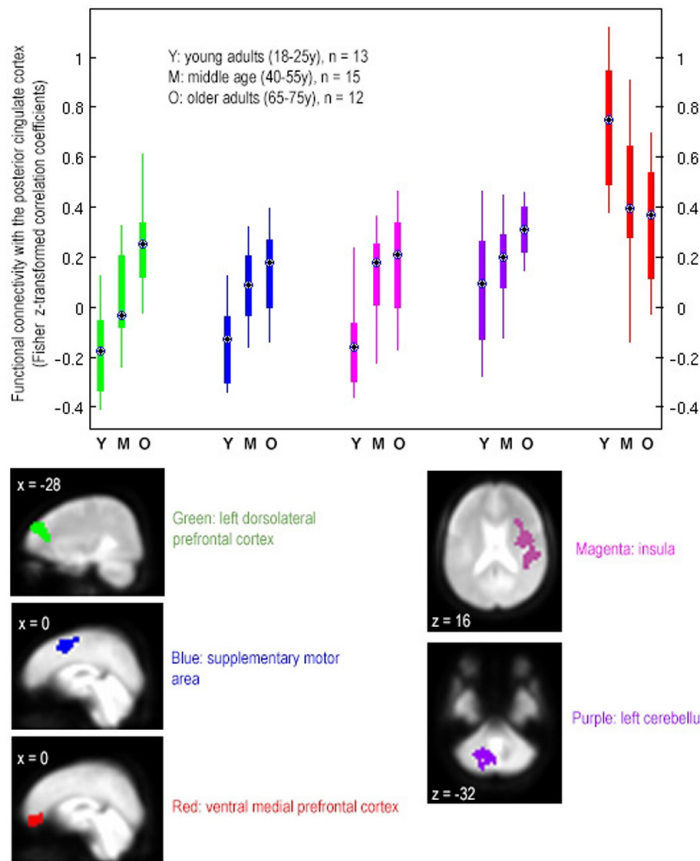 Functional connectivity with the posterior cingulate cortex
(Fisher z-transformed correlation coefficients)
Y: young adults (18-25y), n = 13
M: middle age (40-55y), n = 15
O: older adults (65-75y), n = 12
1
0.8
0.6
0.4
0.2
0
-0.2
-0.4
1
0.8
0.6
0.4
0.2
0
-0.2
-0.4
Y M O Y M O Y M O Y M O Y M O
x = -28
Green: left dorsolateral
prefrontal cortex
x = 0
Blue: supplementary motor
area
x = 0
Red: ventral medial prefrontal cortex
z = 16
Magenta: insula
z = -32
Purple: left cerebellu